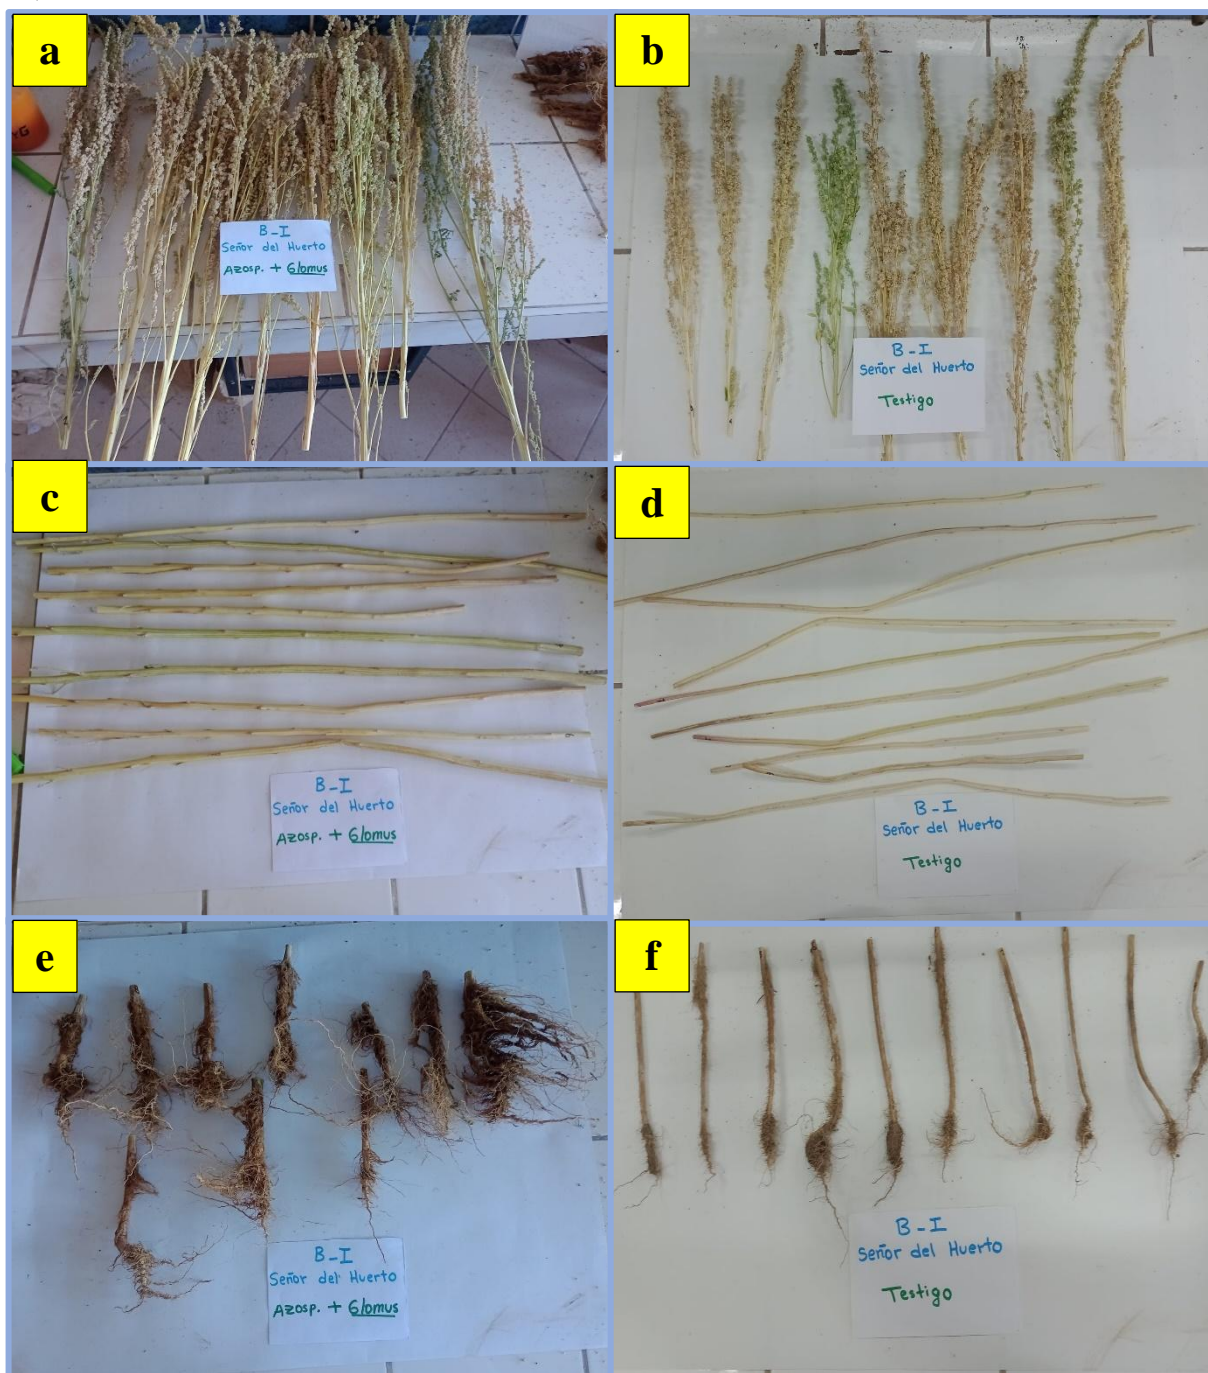 a
B-I
Señor del Huerto
Azosp. + Glomus
b
B-I
Señor del Huerto
Testigo
c
B-I
Señor del Huerto
Azosp. + Glomus
d
B-I
Señor del Huerto
Testigo
e
B-I
Señor del Huerto
Azosp. + Glomus
f
B-I
Señor del Huerto
Testigo